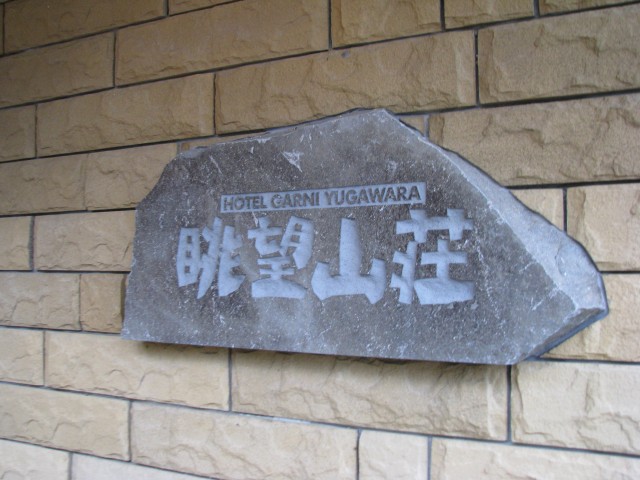 HOTEL GARNI YUGAWARA
眺望山荘